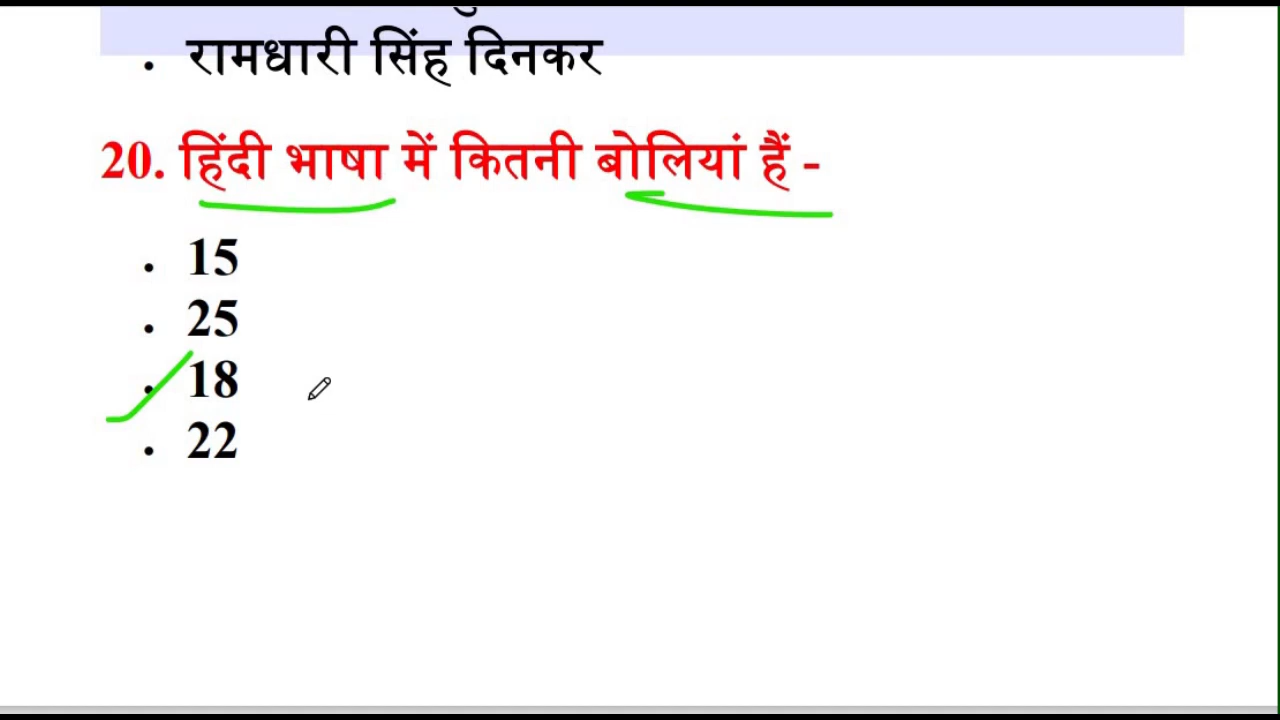 . रामधारी सिंह दिनकर
20. हिंदी भाषा में कितनी बोलियां हैं -
. 15
. 25
. 18
. 22